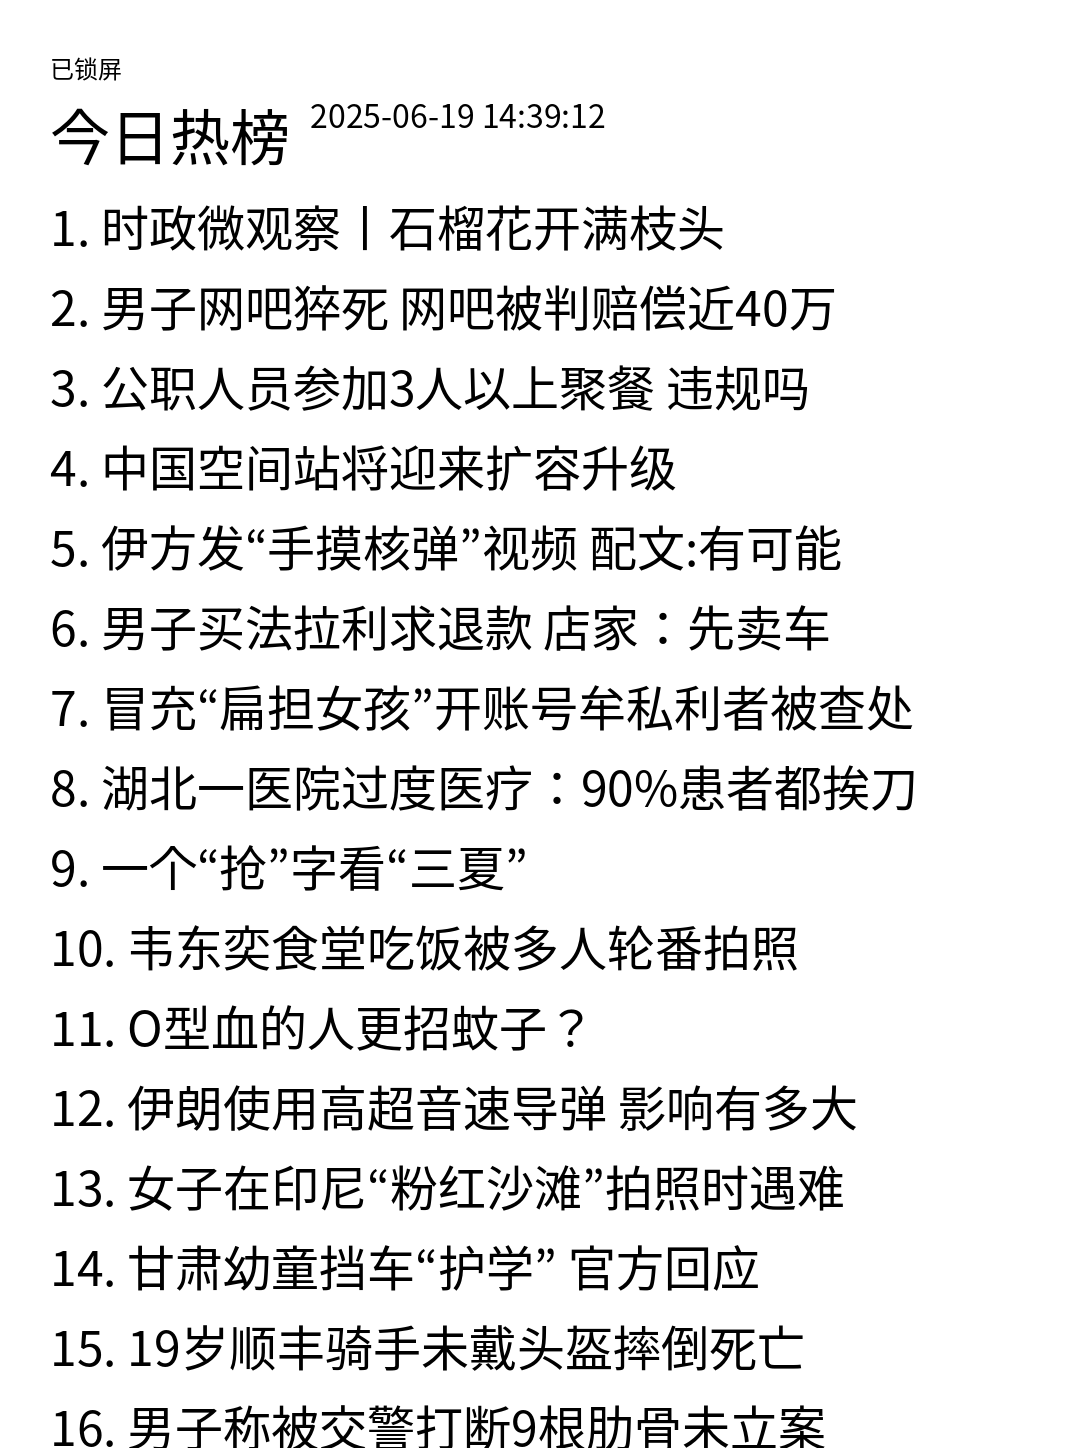 已锁屏
今日热榜 2025-06-19 14:39:12
1. 时政微观察丨石榴花开满枝头
2. 男子网吧猝死 网吧被判赔偿近40万
3. 公职人员参加3人以上聚餐 违规吗
4. 中国空间站将迎来扩容升级
5. 伊方发“手摸核弹”视频 配文:有可能
6. 男子买法拉利求退款 店家：先卖车
7. 冒充“扁担女孩”开账号牟私利者被查处
8. 湖北一医院过度医疗：90%患者都挨刀
9. 一个“抢”字看“三夏”
10. 韦东奕食堂吃饭被多人轮番拍照
11. O型血的人更招蚊子？
12. 伊朗使用高超音速导弹 影响有多大
13. 女子在印尼“粉红沙滩”拍照时遇难
14. 甘肃幼童挡车“护学” 官方回应
15. 19岁顺丰骑手未戴头盔摔倒死亡
16. 男子称被交警打断9根肋骨未立案